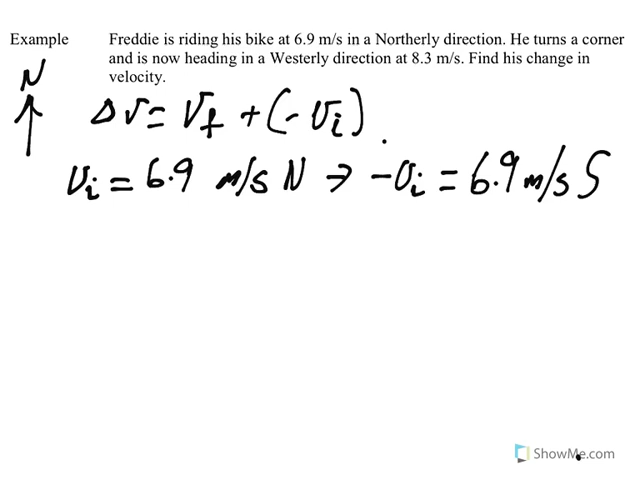 Example Freddie is riding his bike at 6.9 m/s in a Northerly direction. He turns a corner
and is now heading in a Westerly direction at 8.3 m/s. Find his change in
velocity.
N
Δv = Vf + (- Vi)
Vi = 6.9 m/s N → -Vi = 6.9 m/s S
ShowMe.com